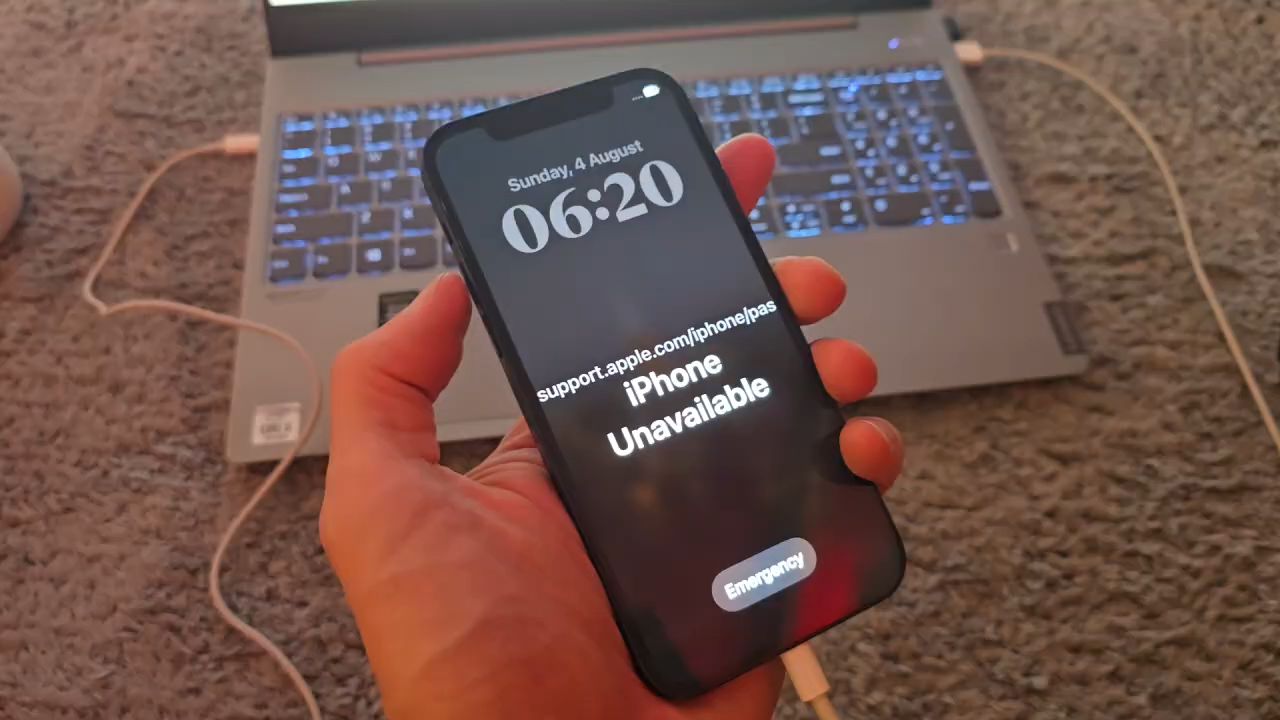 Sunday, 4 August
06:20
support.apple.com/iphone/pas
iPhone
Unavailable
Emergency